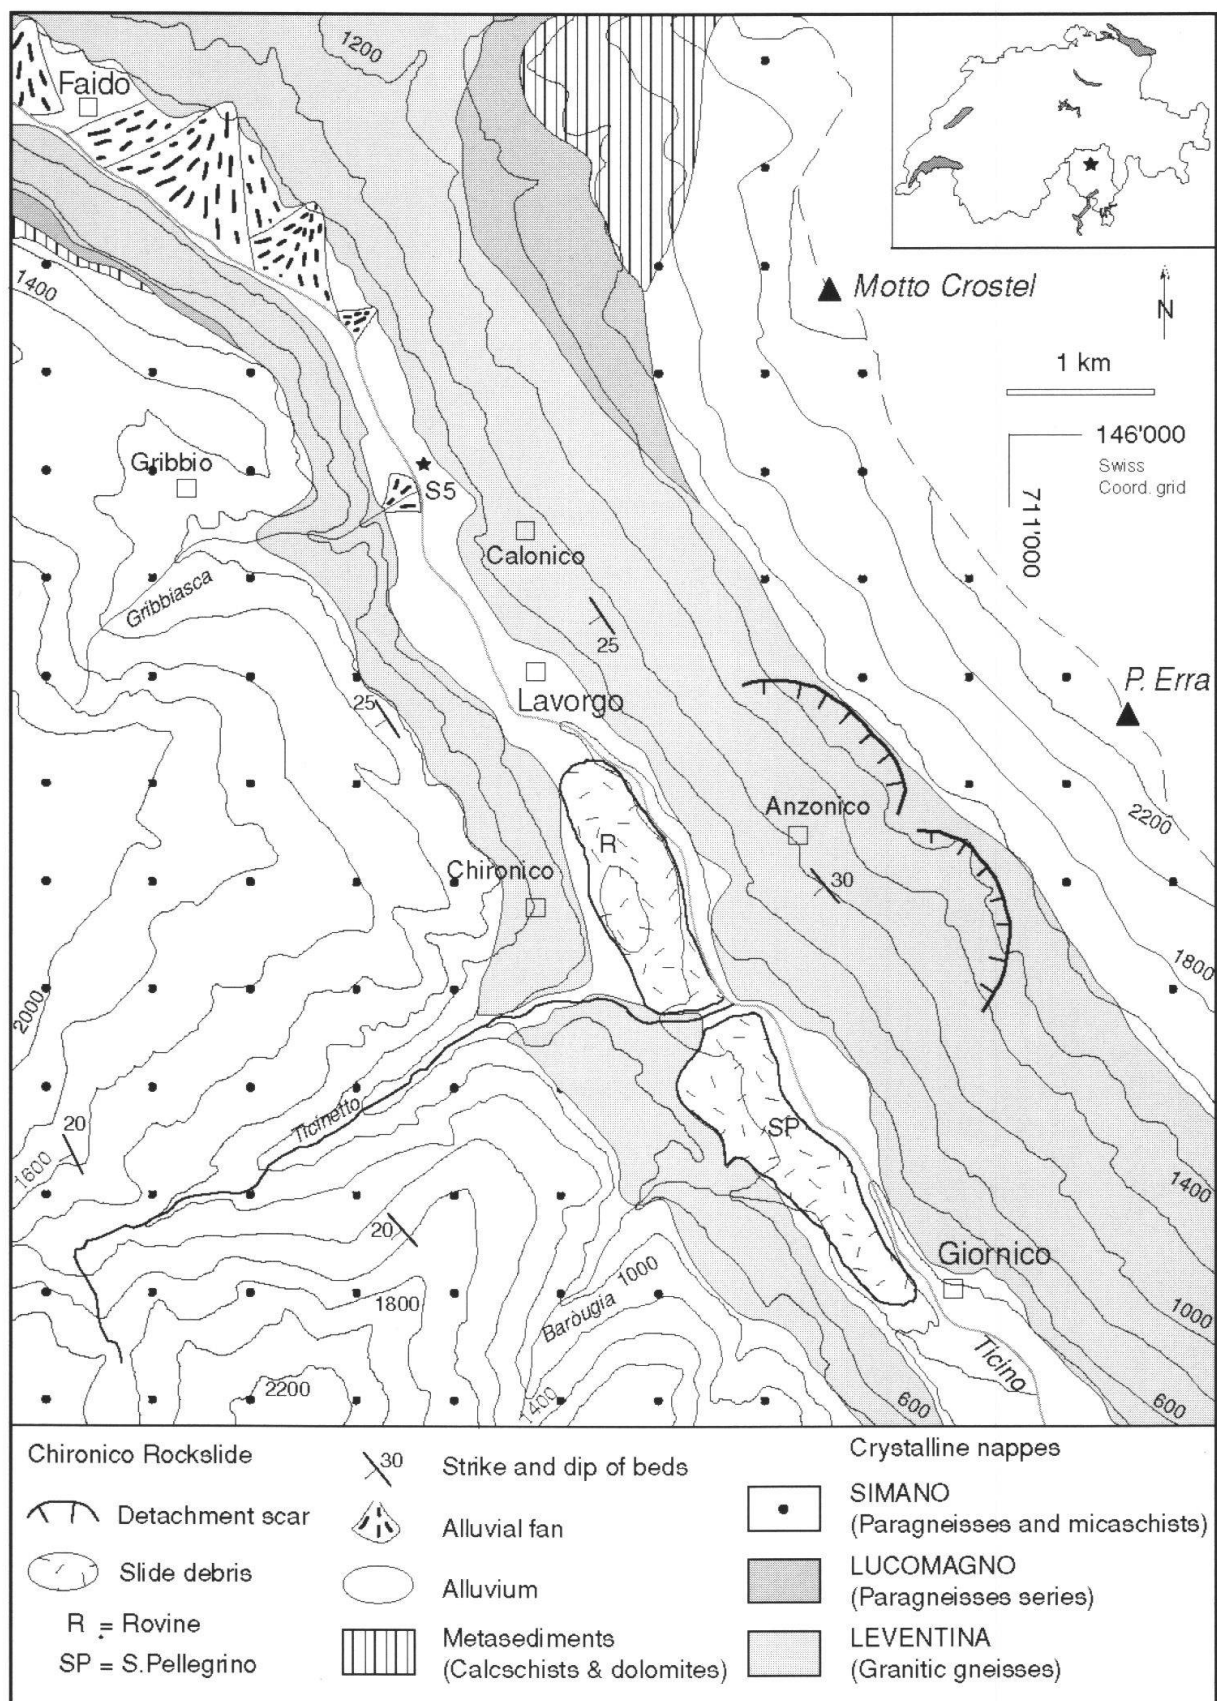 1200
Faido
1400
Motto Crostel
N
1 km
146'000
Swiss
Coord. grid
711'000
Gribbio
S5
Calonico
Gribbiasca
25
Lavorgo
P. Erra
25
Anzonico
2200
R
Chironico
30
1800
2000
Ticinetto
SP
20
1600
1400
20
Giornico
1000
1800
Baròugia
1000
Ticino
2200
1400
600
600
Chironico Rockslide
Detachment scar
Slide debris
R = Rovine
SP = S.Pellegrino
30
Strike and dip of beds
Alluvial fan
Alluvium
Metasediments
(Calcschists & dolomites)
Crystalline nappes
SIMANO
(Paragneisses and micaschists)
LUCOMAGNO
(Paragneisses series)
LEVENTINA
(Granitic gneisses)